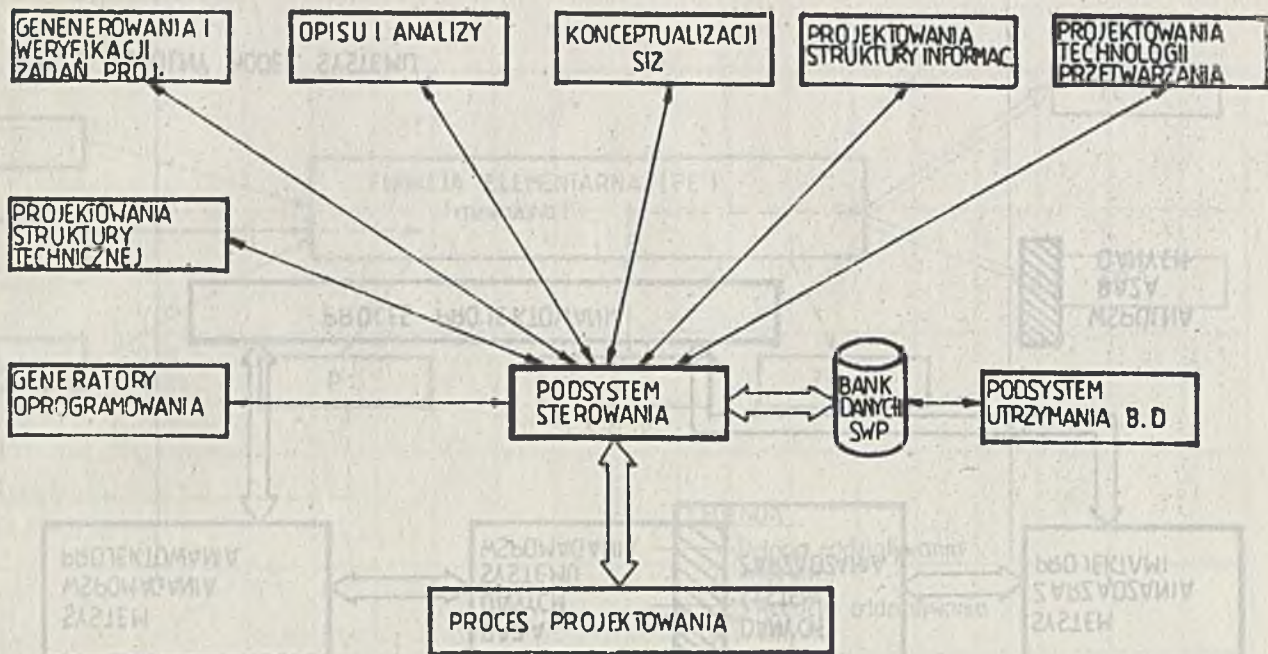 GENENEROWANIA I
WERYFIKACJI
ZADAŃ PROJ.
OPISU I ANALIZY
KONCEPTUALIZACJI
SIZ
PROJEKTOWANIA
STRUKTURY INFORMAC.
PROJEKTOWANIA
TECHNOLOGII
PRZETWARZANIA
PROJEKTOWANIA
STRUKTURY
TECHNICZNEJ
GENERATORY
OPROGRAMOWANIA
PODSYSTEM
STEROWANIA
BANK
DANYCH
SWP
PODSYSTEM
UTRZYMANIA B.D
PROCES PROJEKTOWANIA